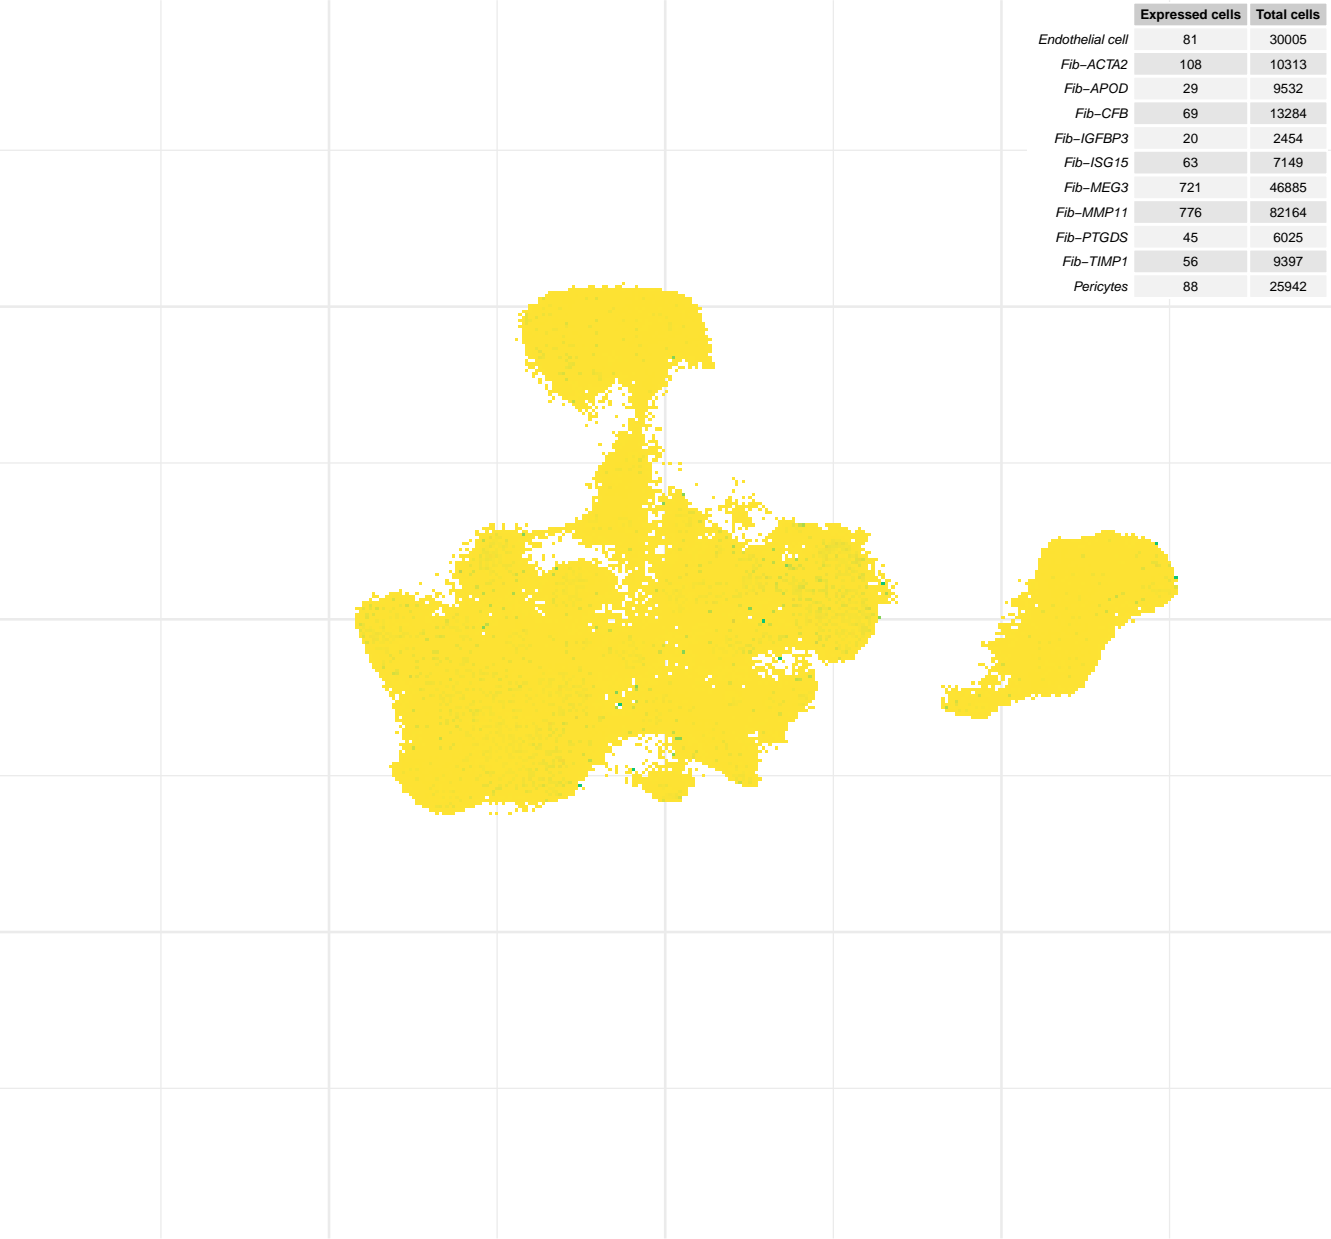 Expressed cells Total cells
Endothelial cell 81 30005
Fib−ACTA2 108 10313
Fib−APOD 29 9532
Fib−CFB 69 13284
Fib−IGFBP3 20 2454
Fib−ISG15 63 7149
Fib−MEG3 721 46885
Fib−MMP11 776 82164
Fib−PTGDS 45 6025
Fib−TIMP1 56 9397
Pericytes 88 25942